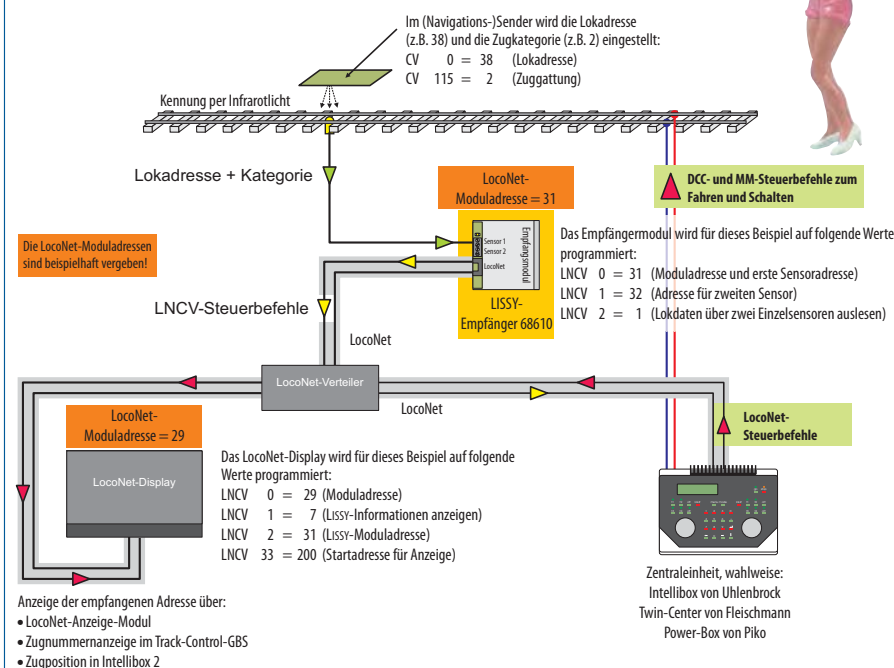 Im (Navigations-)Sender wird die Lokadresse
(z.B. 38) und die Zugkategorie (z.B. 2) eingestellt:
CV 0 = 38 (Lokadresse)
CV 115 = 2 (Zuggattung)
Kennung per Infrarotlicht
Lokadresse + Kategorie
LocoNet-
Moduladresse = 31
DCC- und MM-Steuerbefehle zum
Fahren und Schalten
Die LocoNet-Moduladressen
sind beispielhaft vergeben!
Sensor 1
Sensor 2
LocoNet
Empfangsmodul
LISSY-
Empfänger 68610
Das Empfängermodul wird für dieses Beispiel auf folgende Werte
programmiert:
LNCV 0 = 31 (Moduladresse und erste Sensoradresse)
LNCV 1 = 32 (Adresse für zweiten Sensor)
LNCV 2 = 1 (Lokdaten über zwei Einzelsensoren auslesen)
LNCV-Steuerbefehle
LocoNet
LocoNet-Verteiler
LocoNet
LocoNet-
Moduladresse = 29
LocoNet-
Steuerbefehle
LocoNet-Display
Das LocoNet-Display wird für dieses Beispiel auf folgende
Werte programmiert:
LNCV 0 = 29 (Moduladresse)
LNCV 1 = 7 (LISSY-Informationen anzeigen)
LNCV 2 = 31 (LISSY-Moduladresse)
LNCV 33 = 200 (Startadresse für Anzeige)
Zentraleinheit, wahlweise:
Intellibox von Uhlenbrock
Twin-Center von Fleischmann
Power-Box von Piko
Anzeige der empfangenen Adresse über:
• LocoNet-Anzeige-Modul
• Zugnummernanzeige im Track-Control-GBS
• Zugposition in Intellibox 2